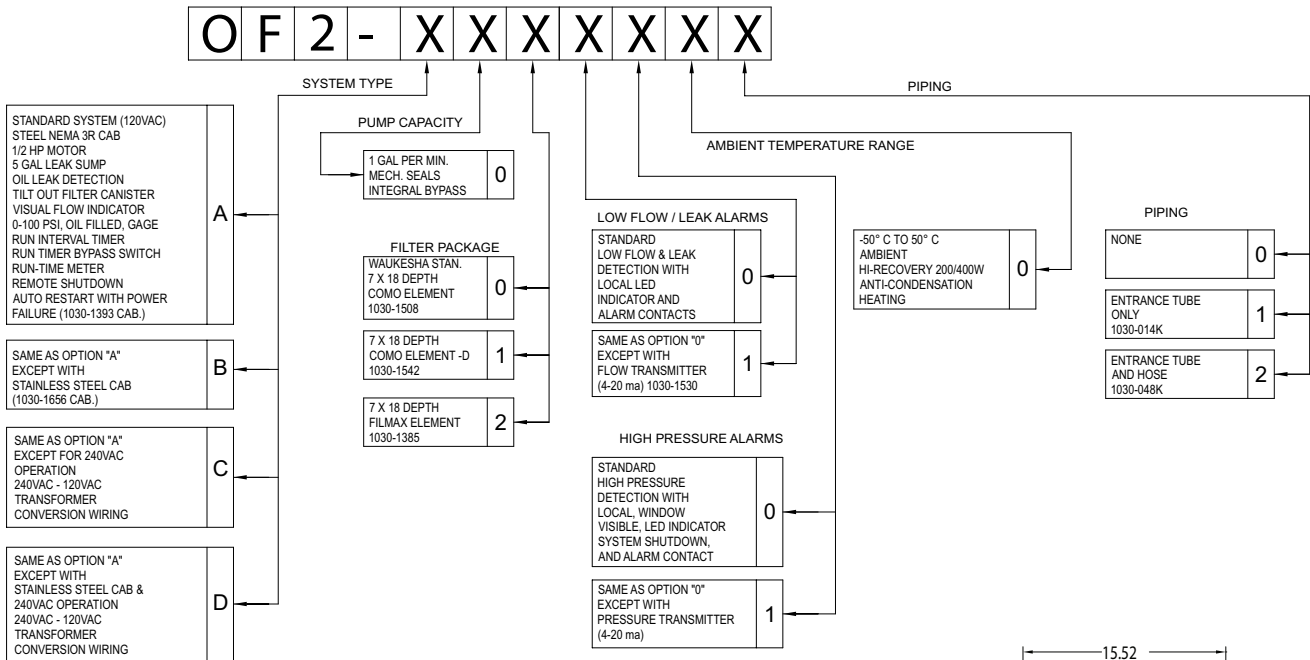 OF2-XXXXXXX
SYSTEM TYPE
STANDARD SYSTEM (120VAC)
STEEL NEMA 3R CAB
1/2 HP MOTOR
5 GAL LEAK SUMP
OIL LEAK DETECTION
TILT OUT FILTER CANISTER
VISUAL FLOW INDICATOR
0-100 PSI, OIL FILLED, GAGE
RUN INTERVAL TIMER
RUN TIMER BYPASS SWITCH
RUN-TIME METER
REMOTE SHUTDOWN
AUTO RESTART WITH POWER
FAILURE (1030-1393 CAB.)
A
SAME AS OPTION "A"
EXCEPT WITH
STAINLESS STEEL CAB
(1030-1656 CAB.)
B
SAME AS OPTION "A"
EXCEPT FOR 240VAC
OPERATION
240VAC - 120VAC
TRANSFORMER
CONVERSION WIRING
C
SAME AS OPTION "A"
EXCEPT WITH
STAINLESS STEEL CAB &
240VAC OPERATION
240VAC - 120VAC
TRANSFORMER
CONVERSION WIRING
D
PUMP CAPACITY
1 GAL PER MIN.
MECH. SEALS
INTEGRAL BYPASS
0
FILTER PACKAGE
WAUKESHA STAN.
7 X 18 DEPTH
COMO ELEMENT
1030-1508
0
7 X 18 DEPTH
COMO ELEMENT -D
1030-1542
1
7 X 18 DEPTH
FILMAX ELEMENT
1030-1385
2
LOW FLOW / LEAK ALARMS
STANDARD
LOW FLOW & LEAK
DETECTION WITH
LOCAL LED
INDICATOR AND
ALARM CONTACTS
0
SAME AS OPTION "0"
EXCEPT WITH
FLOW TRANSMITTER
(4-20 ma) 1030-1530
1
HIGH PRESSURE ALARMS
STANDARD
HIGH PRESSURE
DETECTION WITH
LOCAL, WINDOW
VISIBLE, LED INDICATOR
SYSTEM SHUTDOWN,
AND ALARM CONTACT
0
SAME AS OPTION "0"
EXCEPT WITH
PRESSURE TRANSMITTER
(4-20 ma)
1
AMBIENT TEMPERATURE RANGE
-50° C TO 50° C
AMBIENT
HI-RECOVERY 200/400W
ANTI-CONDENSATION
HEATING
0
PIPING
PIPING
NONE
0
ENTRANCE TUBE
ONLY
1030-014K
1
ENTRANCE TUBE
AND HOSE
1030-048K
2
15.52